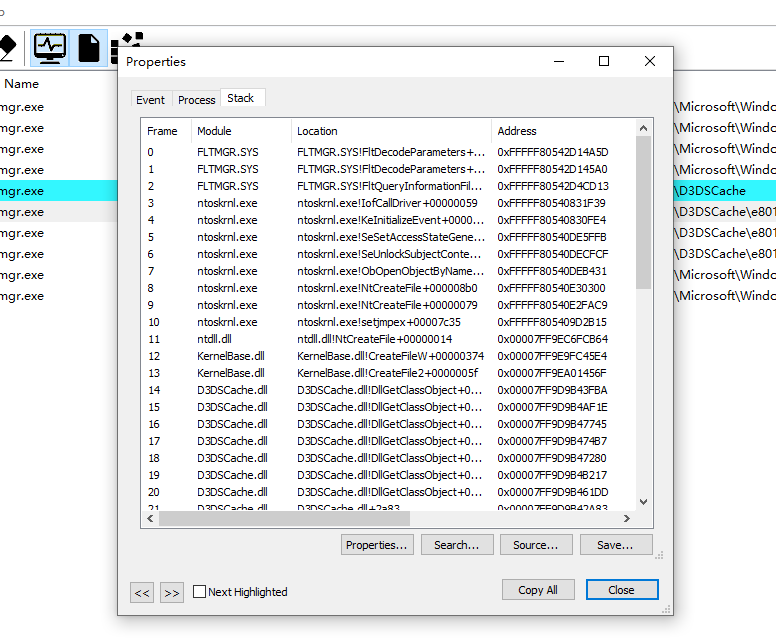 Properties
Name
Event Process Stack
Frame Module Location Address
mgr.exe \Microsoft\Windo
mgr.exe \Microsoft\Windo
mgr.exe \Microsoft\Windo
mgr.exe \Microsoft\Windo
mgr.exe \D3DSCache
mgr.exe \D3DSCache\e801
mgr.exe \D3DSCache\e801
mgr.exe \D3DSCache\e801
mgr.exe \Microsoft\Windo
mgr.exe \Microsoft\Windo
0 FLTMGR.SYS FLTMGR.SYS!FltDecodeParameters+... 0xFFFFF80542D14A5D
1 FLTMGR.SYS FLTMGR.SYS!FltDecodeParameters+... 0xFFFFF80542D145A0
2 FLTMGR.SYS FLTMGR.SYS!FltQueryInformationFil... 0xFFFFF80542D4CD13
3 ntoskrnl.exe ntoskrnl.exe!IofCallDriver+00000059 0xFFFFF80540831F39
4 ntoskrnl.exe ntoskrnl.exe!KeInitializeEvent+0000... 0xFFFFF80540830FE4
5 ntoskrnl.exe ntoskrnl.exe!SeSetAccessStateGene... 0xFFFFF80540DE5FFB
6 ntoskrnl.exe ntoskrnl.exe!SeUnlockSubjectConte... 0xFFFFF80540DECFCF
7 ntoskrnl.exe ntoskrnl.exe!ObOpenObjectByName... 0xFFFFF80540DEB431
8 ntoskrnl.exe ntoskrnl.exe!NtCreateFile+000008b0 0xFFFFF80540E30300
9 ntoskrnl.exe ntoskrnl.exe!NtCreateFile+00000079 0xFFFFF80540E2FAC9
10 ntoskrnl.exe ntoskrnl.exe!setjmpex+00007c35 0xFFFFF805409D2B15
11 ntdll.dll ntdll.dll!NtCreateFile+00000014 0x00007FF9EC6FCB64
12 KernelBase.dll KernelBase.dll!CreateFileW+00000374 0x00007FF9E9FC45E4
13 KernelBase.dll KernelBase.dll!CreateFile2+0000005f 0x00007FF9EA01456F
14 D3DSCache.dll D3DSCache.dll!DllGetClassObject+0... 0x00007FF9D9B43FBA
15 D3DSCache.dll D3DSCache.dll!DllGetClassObject+0... 0x00007FF9D9B4AF1E
16 D3DSCache.dll D3DSCache.dll!DllGetClassObject+0... 0x00007FF9D9B47745
17 D3DSCache.dll D3DSCache.dll!DllGetClassObject+0... 0x00007FF9D9B474B7
18 D3DSCache.dll D3DSCache.dll!DllGetClassObject+0... 0x00007FF9D9B47280
19 D3DSCache.dll D3DSCache.dll!DllGetClassObject+0... 0x00007FF9D9B4B217
20 D3DSCache.dll D3DSCache.dll!DllGetClassObject+0... 0x00007FF9D9B461DD
21 D3DSCache.dll D3DSCache.dll+2a83 0x00007FF9D9B42A83
Properties... Search... Source... Save...
<< >> Next Highlighted Copy All Close